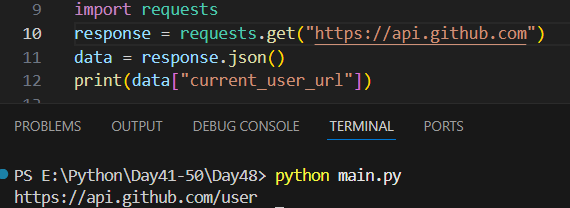 9 import requests
10 response = requests.get("https://api.github.com")
11 data = response.json()
12 print(data["current_user_url"])
PROBLEMS OUTPUT DEBUG CONSOLE TERMINAL PORTS
PS E:\Python\Day41-50\Day48> python main.py
https://api.github.com/user